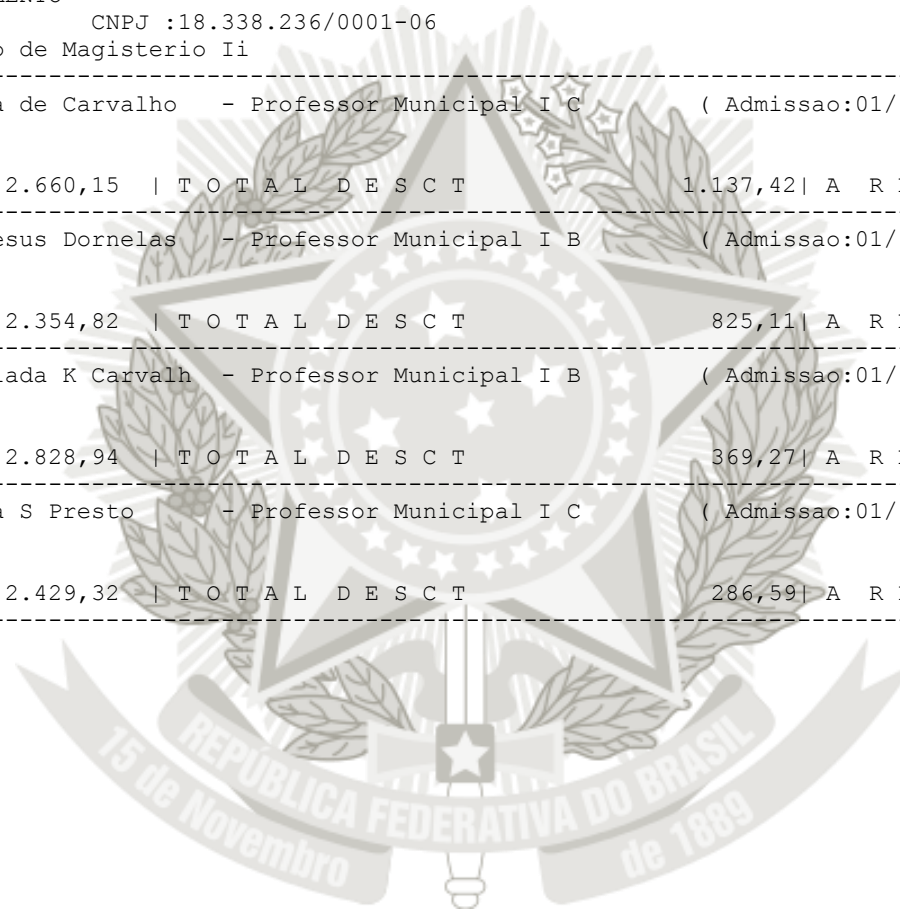 CNPJ :18.338.236/0001-06
o de Magisterio Ii
--------------------------------------------------------------
a de Carvalho - Professor Municipal I C ( Admissao:01/
2.660,15 | T O T A L D E S C T 1.137,42| A R
--------------------------------------------------------------
esus Dornelas - Professor Municipal I B ( Admissao:01/
2.354,82 | T O T A L D E S C T 825,11| A R
--------------------------------------------------------------
lada K Carvalh - Professor Municipal I B ( Admissao:01/
2.828,94 | T O T A L D E S C T 369,27| A R
--------------------------------------------------------------
a S Presto - Professor Municipal I C ( Admissao:01/
2.429,32 | T O T A L D E S C T 286,59| A R
--------------------------------------------------------------
REPÚBLICA FEDERATIVA DO BRASIL
15 de Novembro de 1889